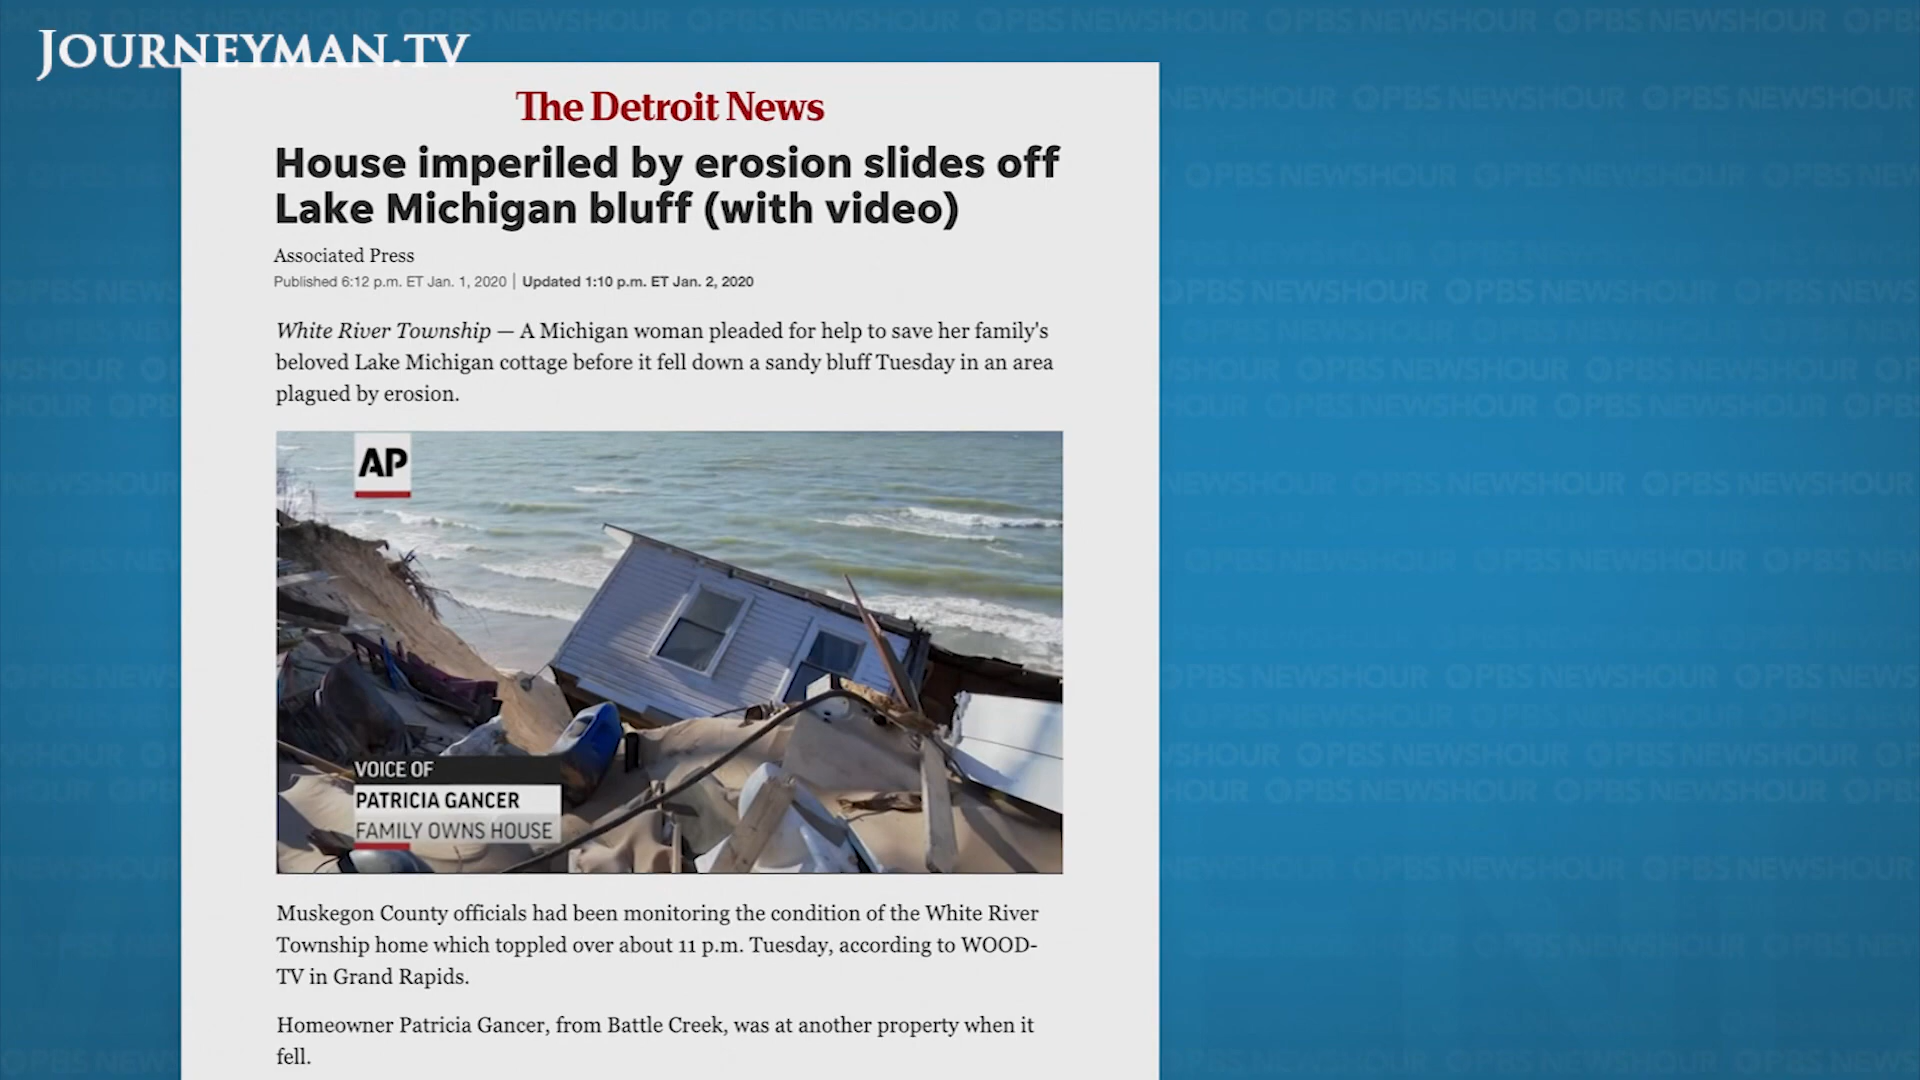 JOURNEYMAN.TV
The Detroit News
House imperiled by erosion slides off
Lake Michigan bluff (with video)
Associated Press
Published 6:12 p.m. ET Jan. 1, 2020 | Updated 1:10 p.m. ET Jan. 2, 2020
White River Township — A Michigan woman pleaded for help to save her family's
beloved Lake Michigan cottage before it fell down a sandy bluff Tuesday in an area
plagued by erosion.
AP
VOICE OF
PATRICIA GANCER
FAMILY OWNS HOUSE
Muskegon County officials had been monitoring the condition of the White River
Township home which toppled over about 11 p.m. Tuesday, according to WOOD-
TV in Grand Rapids.
Homeowner Patricia Gancer, from Battle Creek, was at another property when it
fell.
PBS NEWSHOUR